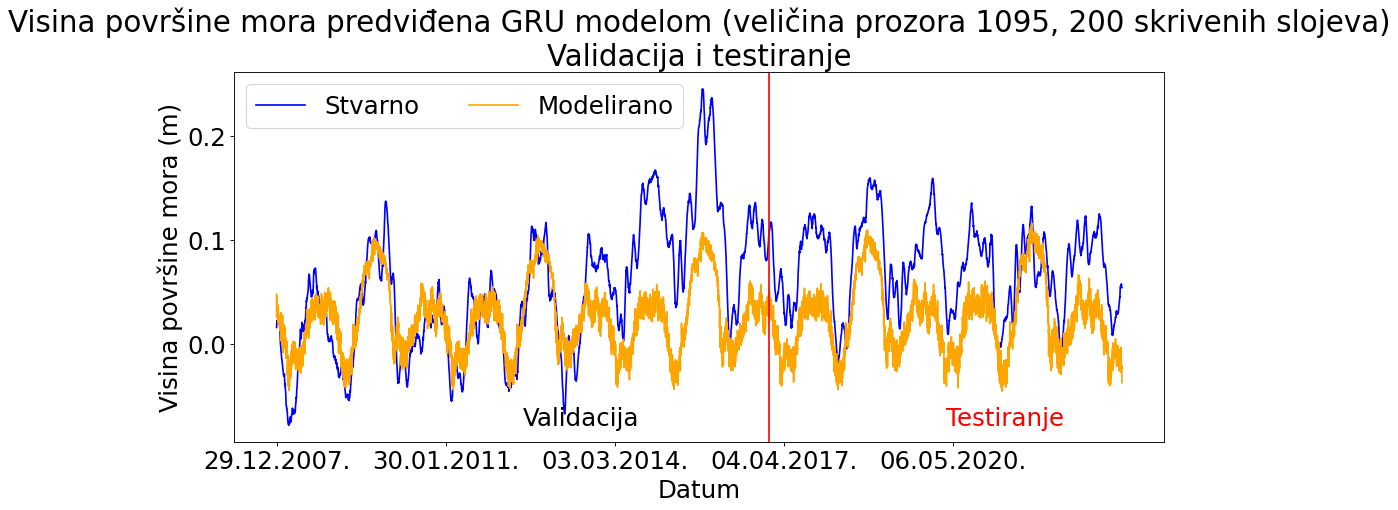 Visina površine mora predviđena GRU modelom (veličina prozora 1095, 200 skrivenih slojeva)
Validacija i testiranje
Stvarno
Modelirano
Visina površine mora (m)
0.2
0.1
0.0
Validacija
Testiranje
29.12.2007.
30.01.2011.
03.03.2014.
04.04.2017.
06.05.2020.
Datum